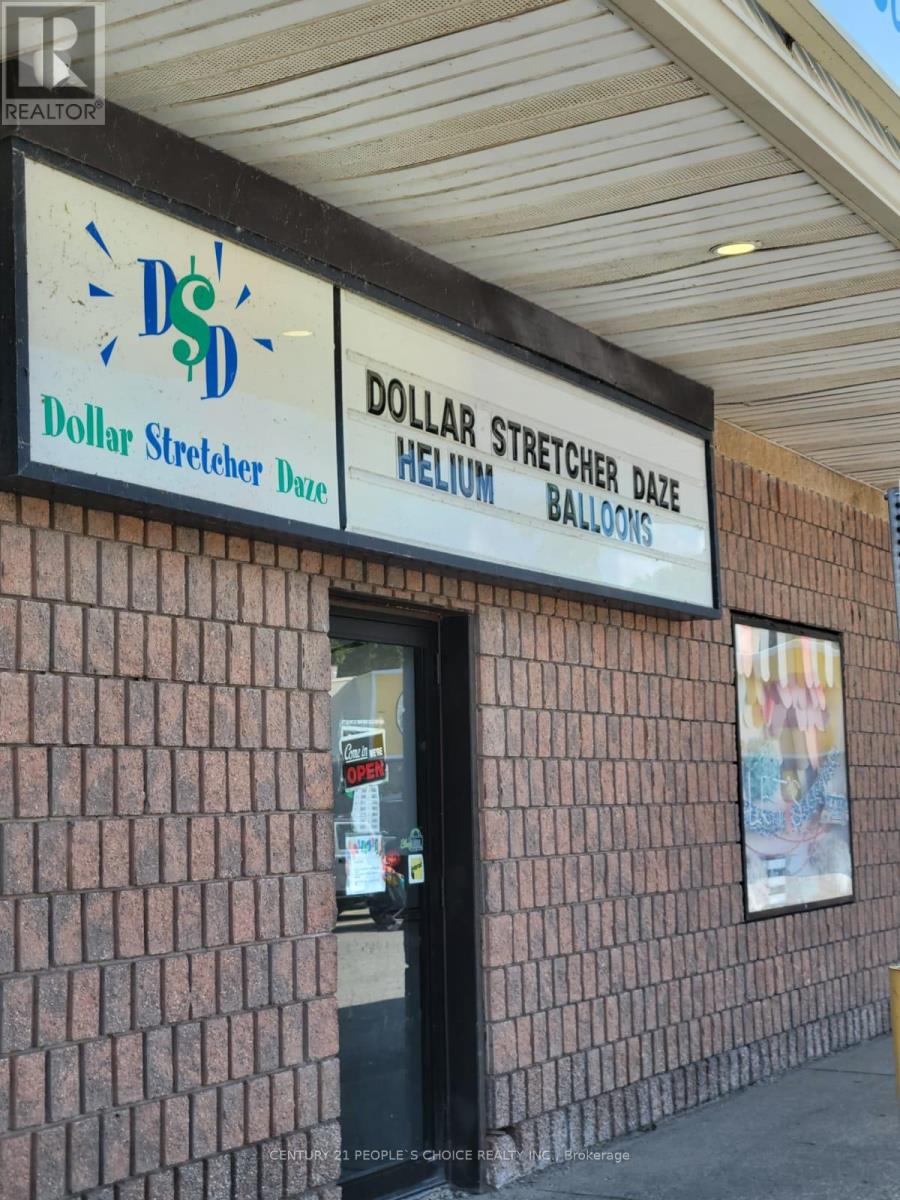 R
REALTOR®
D$D
Dollar Stretcher Daze
DOLLAR STRETCHER DAZE
HELIUM BALLOONS
Come in WE'RE
OPEN
CENTURY 21 PEOPLE`S CHOICE REALTY INC., Brokerage